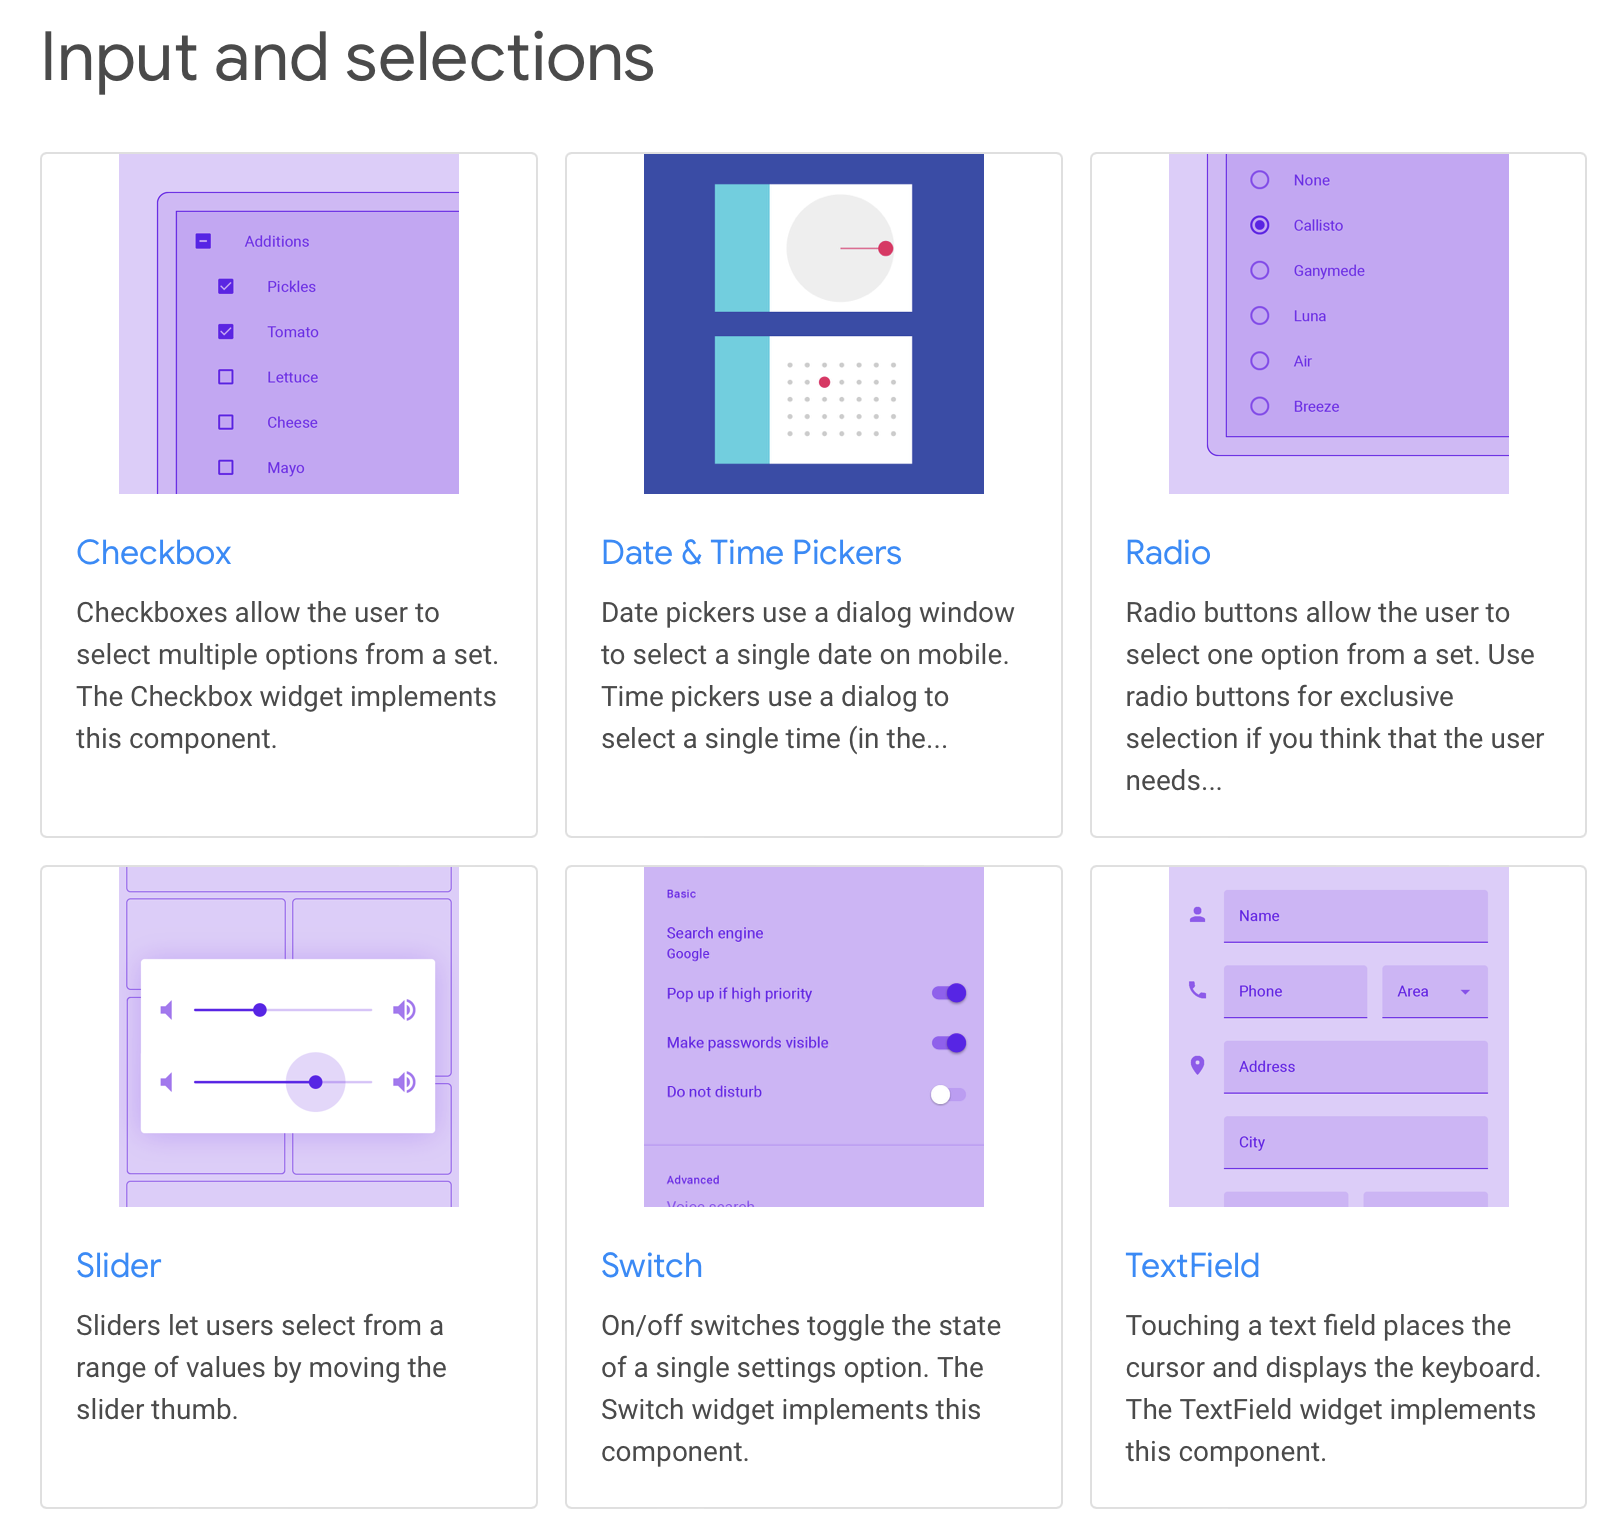 Input and selections
Additions
Pickles
Tomato
Lettuce
Cheese
Mayo
Checkbox
Checkboxes allow the user to
select multiple options from a set.
The Checkbox widget implements
this component.
Date & Time Pickers
Date pickers use a dialog window
to select a single date on mobile.
Time pickers use a dialog to
select a single time (in the...
None
Callisto
Ganymede
Luna
Air
Breeze
Radio
Radio buttons allow the user to
select one option from a set. Use
radio buttons for exclusive
selection if you think that the user
needs...
Slider
Sliders let users select from a
range of values by moving the
slider thumb.
Basic
Search engine
Google
Pop up if high priority
Make passwords visible
Do not disturb
Advanced
Voice search
Switch
On/off switches toggle the state
of a single settings option. The
Switch widget implements this
component.
Name
Phone Area
Address
City
TextField
Touching a text field places the
cursor and displays the keyboard.
The TextField widget implements
this component.